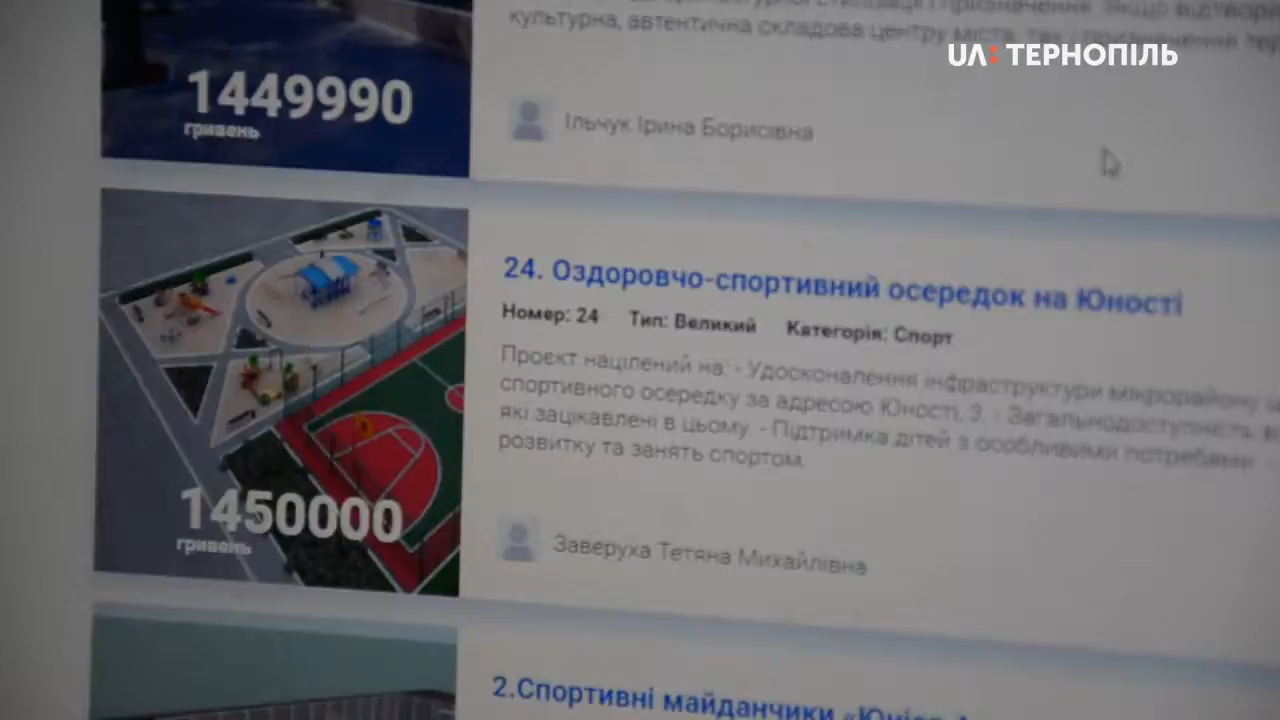 культурна, автентична складова центру міста, так і призначення
UA: ТЕРНОПІЛЬ
1449990
гривень
Ільчук Ірина Борисівна
24. Оздоровчо-спортивний осередок на Юності
Номер: 24 Тип: Великий Категорія: Спорт
Проєкт націлений на: - Удосконалення інфраструктури мікрорайону
спортивного осередку за адресою Юності, 3. - Загальнодоступність
які зацікавлені в цьому. - Підтримка дітей з особливими потребами. -
розвитку та занять спортом.
1450000
гривень
Заверуха Тетяна Михайлівна
2.Спортивні майданчики